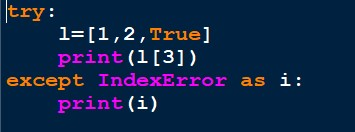 try:
    l=[1,2,True]
    print(l[3])
except IndexError as i:
    print(i)